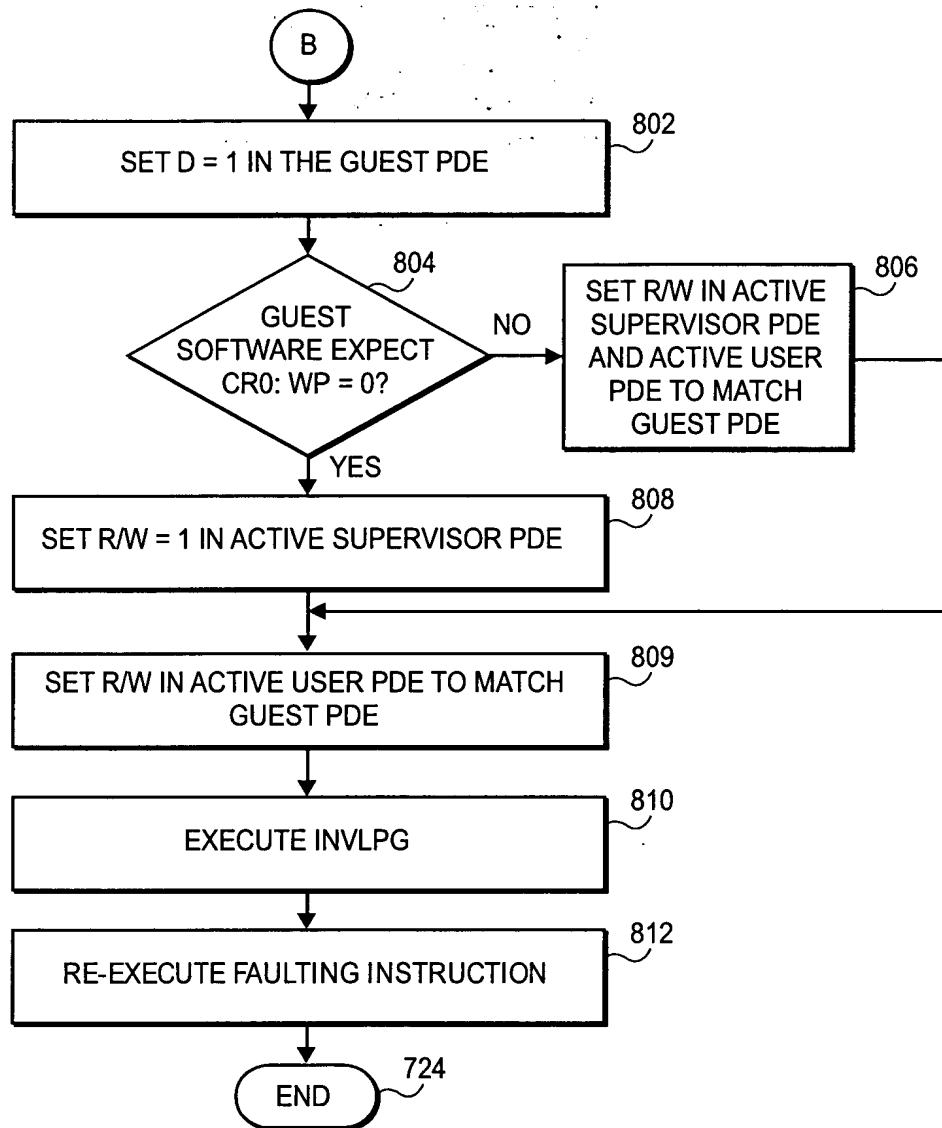 B
802
SET D = 1 IN THE GUEST PDE
804
GUEST
SOFTWARE EXPECT
CR0: WP = 0?
NO
806
SET R/W IN ACTIVE
SUPERVISOR PDE
AND ACTIVE USER
PDE TO MATCH
GUEST PDE
YES
808
SET R/W = 1 IN ACTIVE SUPERVISOR PDE
809
SET R/W IN ACTIVE USER PDE TO MATCH
GUEST PDE
810
EXECUTE INVLPG
812
RE-EXECUTE FAULTING INSTRUCTION
END
724